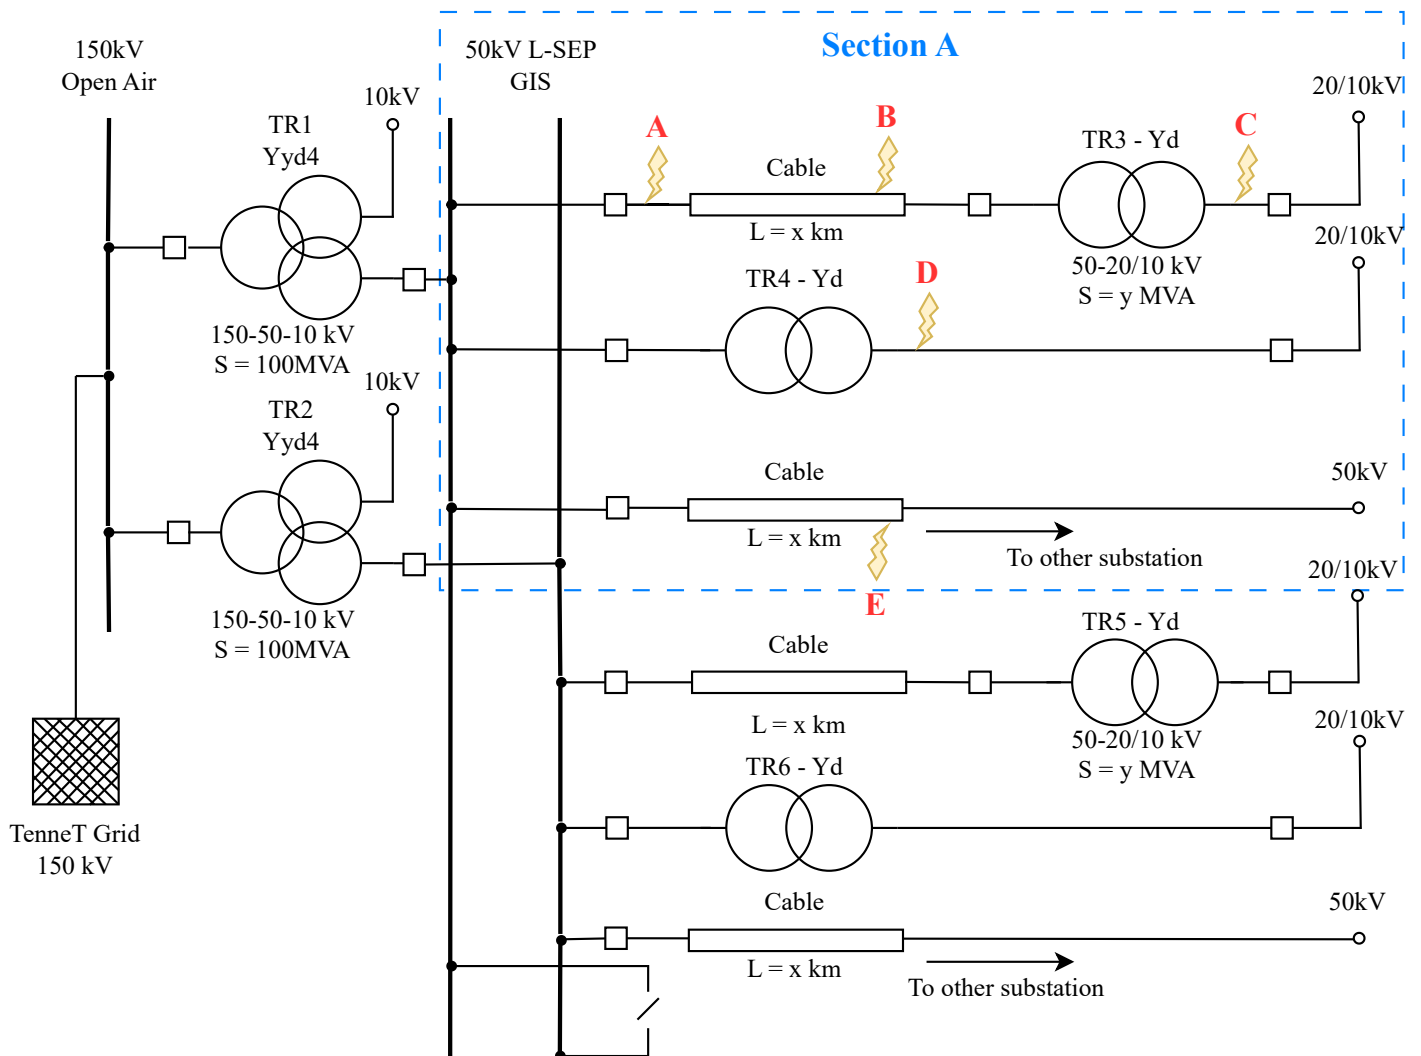 150kV
Open Air
50kV L-SEP
GIS
Section A
10kV
TR1
Yyd4
150-50-10 kV
S = 100MVA
10kV
TR2
Yyd4
150-50-10 kV
S = 100MVA
TenneT Grid
150 kV
A
B
C
Cable
L = x km
TR3 - Yd
50-20/10 kV
S = y MVA
20/10kV
TR4 - Yd
D
20/10kV
Cable
L = x km
E
To other substation
50kV
Cable
L = x km
TR5 - Yd
50-20/10 kV
S = y MVA
20/10kV
TR6 - Yd
20/10kV
Cable
L = x km
To other substation
50kV